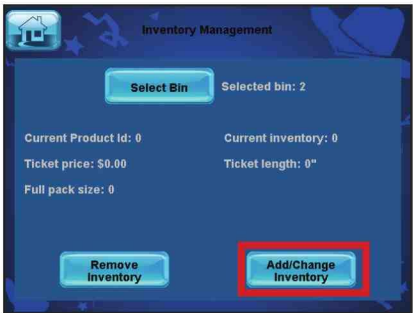 Inventory Management
Select Bin
Selected bin: 2
Current Product Id: 0
Current inventory: 0
Ticket price: $0.00
Ticket length: 0"
Full pack size: 0
Remove
Inventory
Add/Change
Inventory